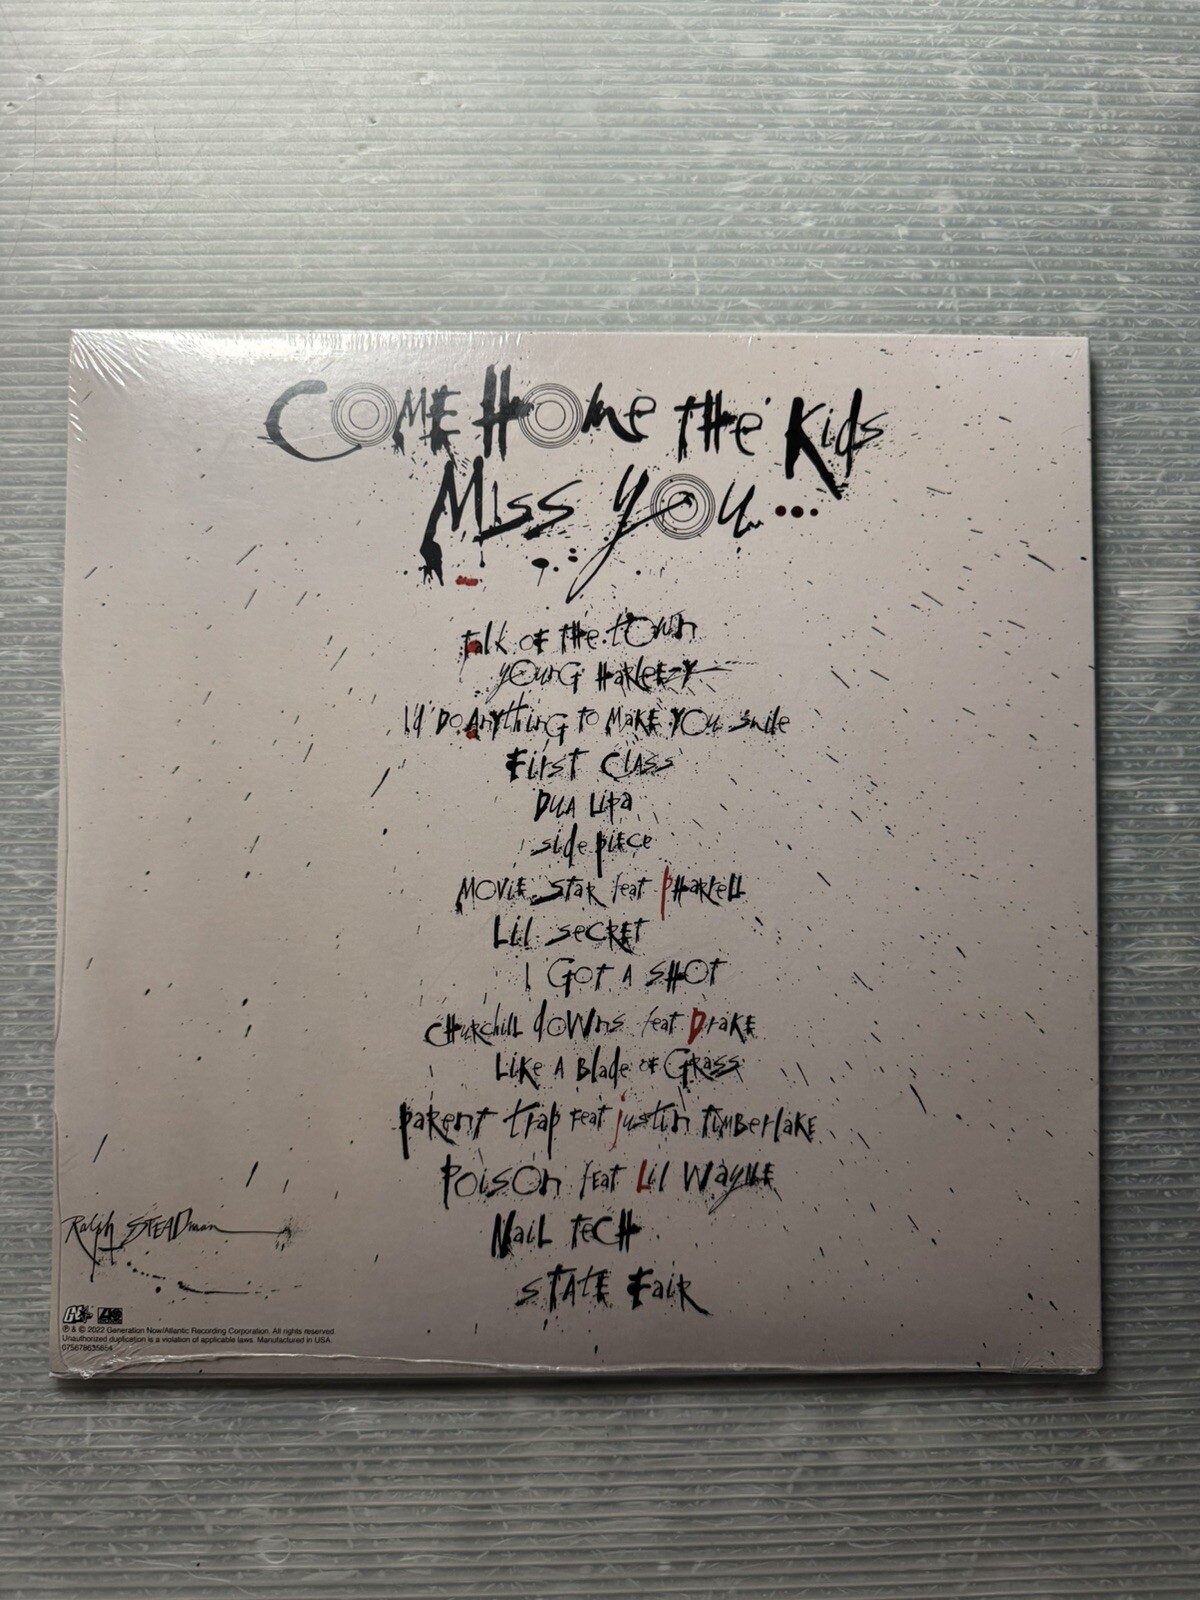 Come Home the Kids
Miss You...
talk of the town
young Harleezy
I'd Do Anything to Make You Smile
First Class
Dua Lipa
side piece
Movie Star feat Pharrell
Lil Secret
I Got A Shot
Churchill downs feat Drake
Like A Blade of Grass
parent trap feat justin timberlake
Poison feat Lil Wayne
Nail tech
State Fair
Ralph STEADman
℗ & © 2022 Generation Now/Atlantic Recording Corporation. All rights reserved.
Unauthorized duplication is a violation of applicable laws. Manufactured in USA.
075678635854